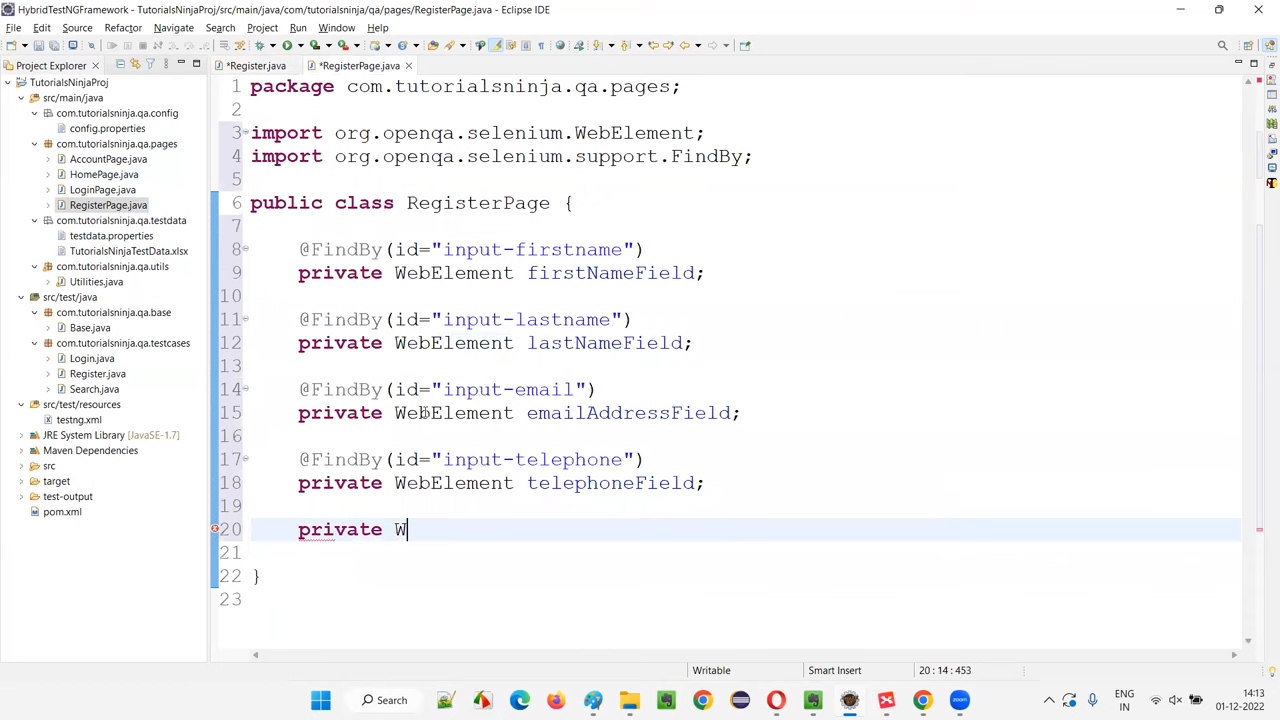 HybridTestNGFramework - TutorialsNinjaProj/src/main/java/com/tutorialsninja/qa/pages/RegisterPage.java - Eclipse IDE
File Edit Source Refactor Navigate Search Project Run Window Help
Project Explorer
*Register.java
*RegisterPage.java
TutorialsNinjaProj
src/main/java
com.tutorialsninja.qa.config
config.properties
com.tutorialsninja.qa.pages
AccountPage.java
HomePage.java
LoginPage.java
RegisterPage.java
com.tutorialsninja.qa.testdata
testdata.properties
TutorialsNinjaTestData.xlsx
com.tutorialsninja.qa.utils
Utilities.java
src/test/java
com.tutorialsninja.qa.base
Base.java
com.tutorialsninja.qa.testcases
Login.java
Register.java
Search.java
src/test/resources
testng.xml
JRE System Library [JavaSE-1.7]
Maven Dependencies
src
target
test-output
pom.xml
1 package com.tutorialsninja.qa.pages;
2
3 import org.openqa.selenium.WebElement;
4 import org.openqa.selenium.support.FindBy;
5
6 public class RegisterPage {
7
8 @FindBy(id="input-firstname")
9 private WebElement firstNameField;
10
11 @FindBy(id="input-lastname")
12 private WebElement lastNameField;
13
14 @FindBy(id="input-email")
15 private WebElement emailAddressField;
16
17 @FindBy(id="input-telephone")
18 private WebElement telephoneField;
19
20 private W
21
22 }
23
Writable
Smart Insert
20 : 14 : 453
Search
ENG
IN
14:13
01-12-2022